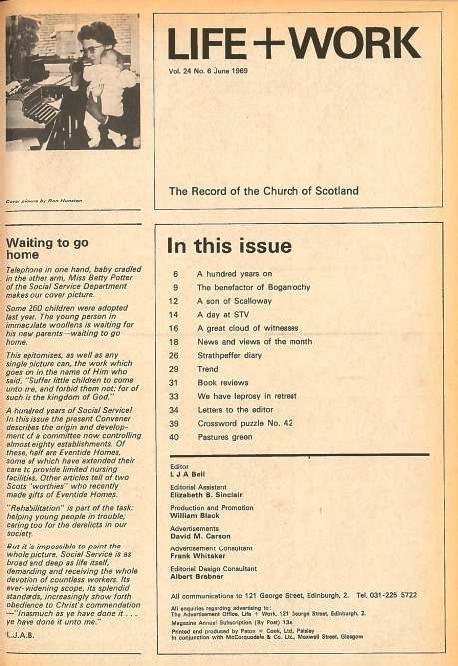 LIFE+WORK
Vol. 24 No. 6 June 1969
The Record of the Church of Scotland
Cover picture by Ron Hunston
Waiting to go
home
Telephone in one hand, baby cradled
in the other arm, Miss Betty Potter
of the Social Service Department
makes our cover picture.
Some 260 children were adopted
last year. The young person in
immaculate woollens is waiting for
his new parents—waiting to go
home.
This epitomises, as well as any
single picture can, the work which
goes on in the name of Him who
said, "Suffer little children to come
unto me, and forbid them not: for of
such is the kingdom of God."
A hundred years of Social Service!
In this issue the present Convener
describes the origin and develop-
ment of a committee now controlling
almost eighty establishments. Of
these, half are Eventide Homes,
some of which have extended their
care to provide limited nursing
facilities. Other articles tell of two
Scots 'worthies' who recently
made gifts of Eventide Homes.
"Rehabilitation" is part of the task:
helping young people in trouble;
caring too for the derelicts in our
society.
But it is impossible to paint the
whole picture. Social Service is as
broad and deep as life itself,
demanding and receiving the whole
devotion of countless workers. Its
ever-widening scope, its splendid
standards, increasingly show forth
obedience to Christ's commendation
—"Inasmuch as ye have done it . . .
ye have done it unto me."
I.J.A.B.
In this issue
6 A hundred years on
9 The benefactor of Bogandchy
12 A son of Scalloway
14 A day at STV
16 A great cloud of witnesses
18 News and views of the month
26 Strathpeffer diary
29 Trend
31 Book reviews
33 We have leprosy in retreat
34 Letters to the editor
39 Crossword puzzle No. 42
40 Pastures green
Editor
L J A Bell
Editorial Assistant
Elizabeth B. Sinclair
Production and Promotion
William Black
Advertisements
David M. Carson
Advertisement Consultant
Frank Whitaker
Editorial Design Consultant
Albert Brebner
All communications to 121 George Street, Edinburgh, 2. Tel. 031-225 5722
All enquiries regarding advertising to:
The Advertisement Office, Life + Work, 121 George Street, Edinburgh, 2.
Magazine Annual Subscription (By Post) 13s
Printed and produced by Paton + Cook, Ltd, Paisley
In conjunction with McCorquodale & Co. Ltd., Maxwell Street, Glasgow